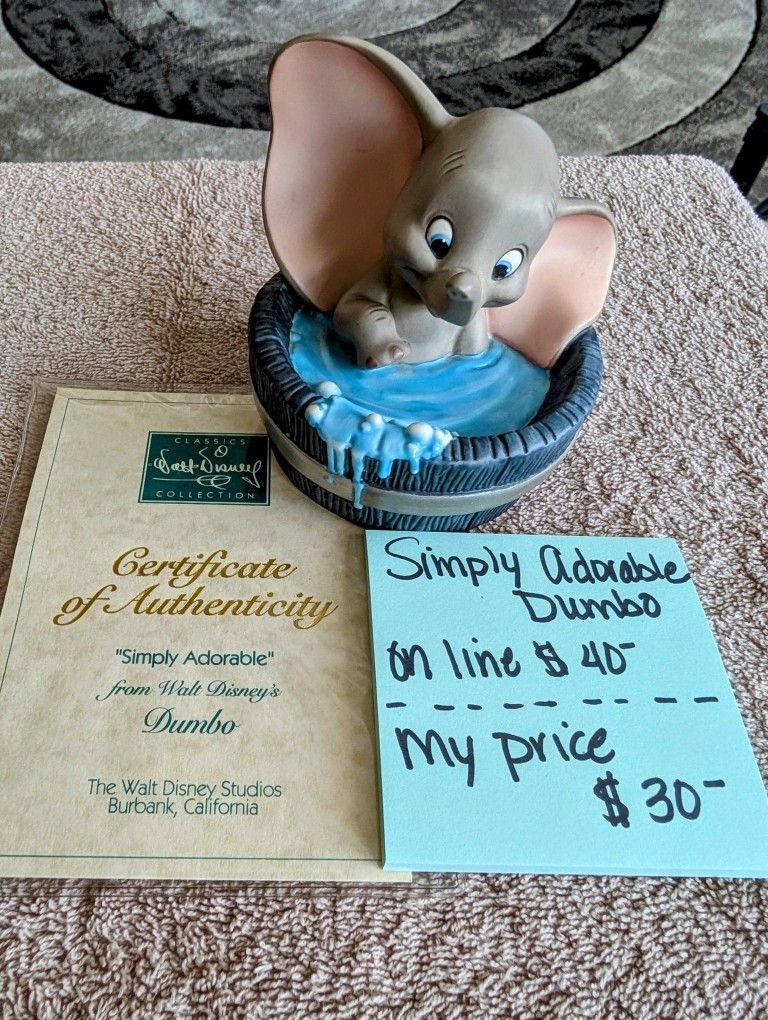 CLASSICS
Walt Disney
COLLECTION
Certificate
of Authenticity
"Simply Adorable"
from Walt Disney's
Dumbo
The Walt Disney Studios
Burbank, California
Simply Adorable
Dumbo
on line $ 40-
- - - - - -
My price
$ 30-